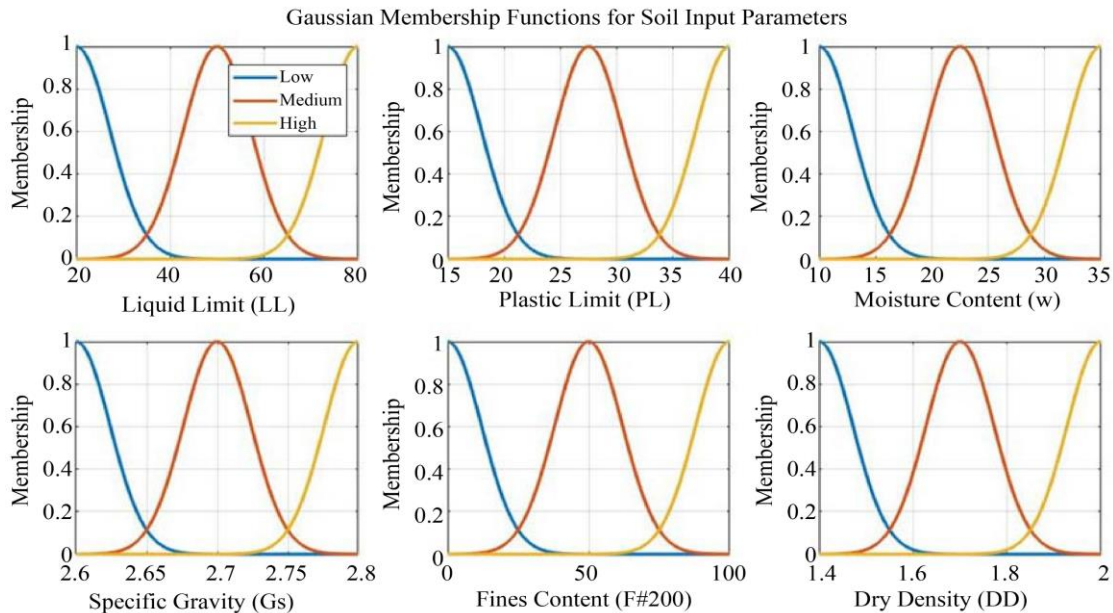 Gaussian Membership Functions for Soil Input Parameters
1
0.8
0.6
0.4
0.2
0
Membership
20 40 60 80
Liquid Limit (LL)
Low
Medium
High
1
0.8
0.6
0.4
0.2
0
Membership
15 20 25 30 35 40
Plastic Limit (PL)
1
0.8
0.6
0.4
0.2
0
Membership
10 15 20 25 30 35
Moisture Content (w)
1
0.8
0.6
0.4
0.2
0
Membership
2.6 2.65 2.7 2.75 2.8
Specific Gravity (Gs)
1
0.8
0.6
0.4
0.2
0
Membership
0 50 100
Fines Content (F#200)
1
0.8
0.6
0.4
0.2
0
Membership
1.4 1.6 1.8 2
Dry Density (DD)